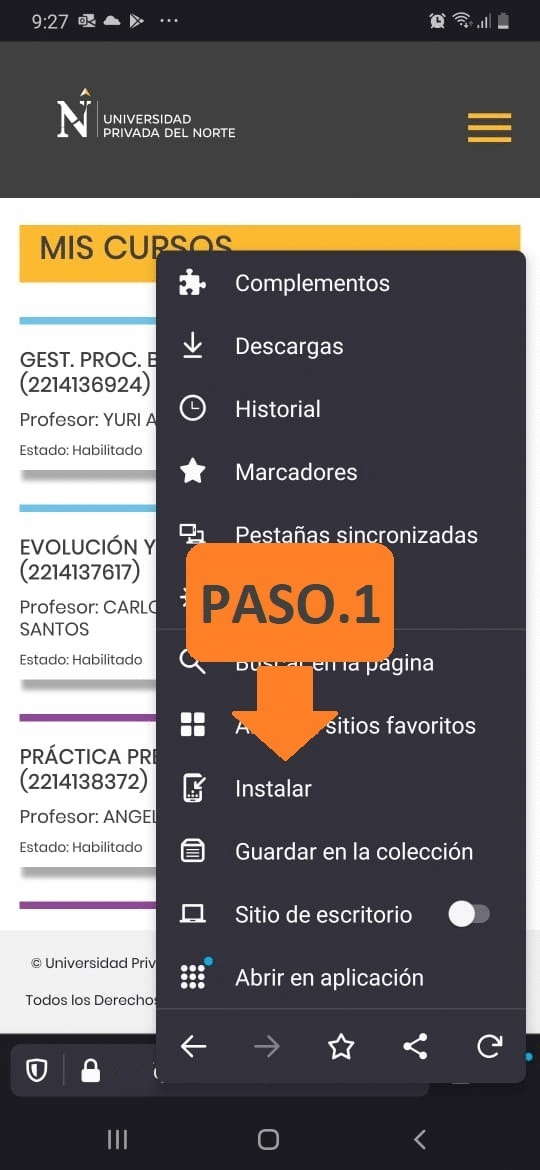 9:27
UNIVERSIDAD
PRIVADA DEL NORTE
MIS CURSOS
GEST. PROC.
(2214136924)
Profesor: YURI
Estado: Habilitado
EVOLUCIÓN Y
(2214137617)
Profesor: CARLO
SANTOS
Estado: Habilitado
PRÁCTICA PRE
(2214138372)
Profesor: ANGEL
Estado: Habilitado
© Universidad Priv
Todos los Derechos
Complementos
Descargas
Historial
Marcadores
Pestañas sincronizadas
PASO.1
Buscar en la página
sitios favoritos
Instalar
Guardar en la colección
Sitio de escritorio
Abrir en aplicación